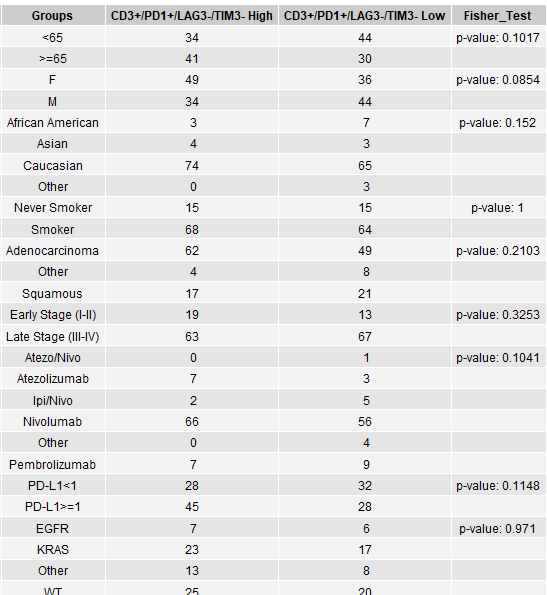 Groups CD3+/PD1+/LAG3-/TIM3- High CD3+/PD1+/LAG3-/TIM3- Low Fisher_Test
<65 34 44 p-value: 0.1017
>=65 41 30
F 49 36 p-value: 0.0854
M 34 44
African American 3 7 p-value: 0.152
Asian 4 3
Caucasian 74 65
Other 0 3
Never Smoker 15 15 p-value: 1
Smoker 68 64
Adenocarcinoma 62 49 p-value: 0.2103
Other 4 8
Squamous 17 21
Early Stage (I-II) 19 13 p-value: 0.3253
Late Stage (III-IV) 63 67
Atezo/Nivo 0 1 p-value: 0.1041
Atezolizumab 7 3
Ipi/Nivo 2 5
Nivolumab 66 56
Other 0 4
Pembrolizumab 7 9
PD-L1<1 28 32 p-value: 0.1148
PD-L1>=1 45 28
EGFR 7 6 p-value: 0.971
KRAS 23 17
Other 13 8
WT 25 20